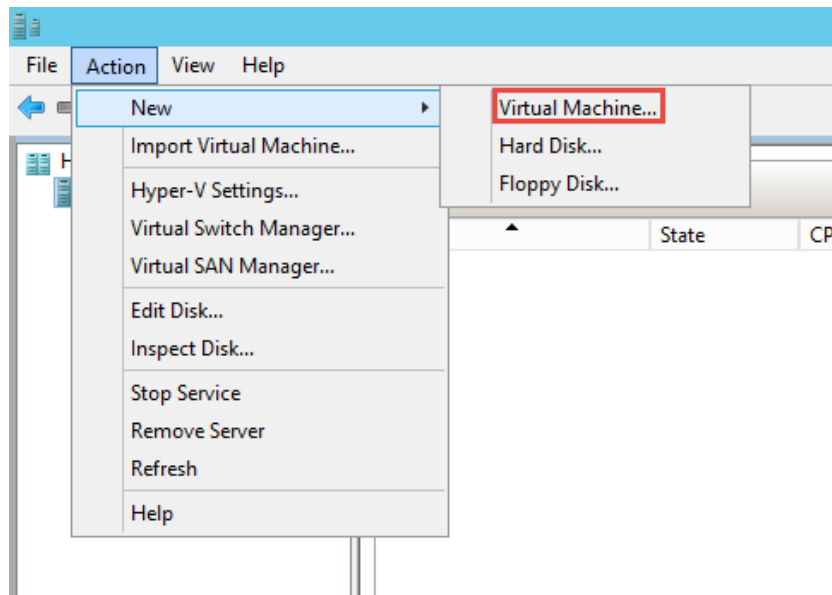 File Action View Help
New
Virtual Machine...
Import Virtual Machine...
Hard Disk...
Floppy Disk...
Hyper-V Settings...
Virtual Switch Manager...
State
Virtual SAN Manager...
Edit Disk...
Inspect Disk...
Stop Service
Remove Server
Refresh
Help